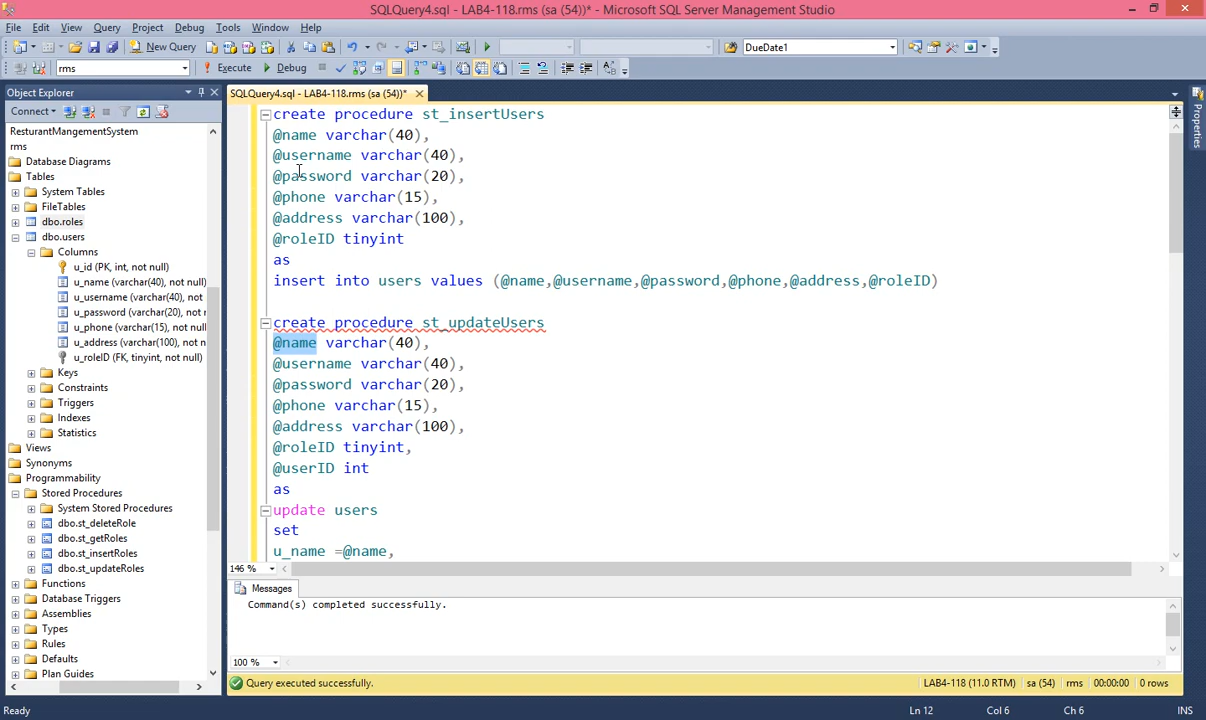 SQLQuery4.sql - LAB4-118.rms (sa (54))* - Microsoft SQL Server Management Studio
File Edit View Query Project Debug Tools Window Help
New Query DueDate1
rms Execute Debug
Object Explorer
Connect
ResturantMangementSystem
rms
Database Diagrams
Tables
System Tables
FileTables
dbo.roles
dbo.users
Columns
u_id (PK, int, not null)
u_name (varchar(40), not null)
u_username (varchar(40), not
u_password (varchar(20), not r
u_phone (varchar(15), not null
u_address (varchar(100), not n
u_roleID (FK, tinyint, not null)
Keys
Constraints
Triggers
Indexes
Statistics
Views
Synonyms
Programmability
Stored Procedures
System Stored Procedures
dbo.st_deleteRole
dbo.st_getRoles
dbo.st_insertRoles
dbo.st_updateRoles
Functions
Database Triggers
Assemblies
Types
Rules
Defaults
Plan Guides
SQLQuery4.sql - LAB4-118.rms (sa (54))*
create procedure st_insertUsers
@name varchar(40),
@username varchar(40),
@password varchar(20),
@phone varchar(15),
@address varchar(100),
@roleID tinyint
as
insert into users values (@name,@username,@password,@phone,@address,@roleID)
create procedure st_updateUsers
@name varchar(40),
@username varchar(40),
@password varchar(20),
@phone varchar(15),
@address varchar(100),
@roleID tinyint,
@userID int
as
update users
set
u_name =@name,
146 %
Messages
Command(s) completed successfully.
100 %
Query executed successfully. LAB4-118 (11.0 RTM) sa (54) rms 00:00:00 0 rows
Ready Ln 12 Col 6 Ch 6 INS
Properties